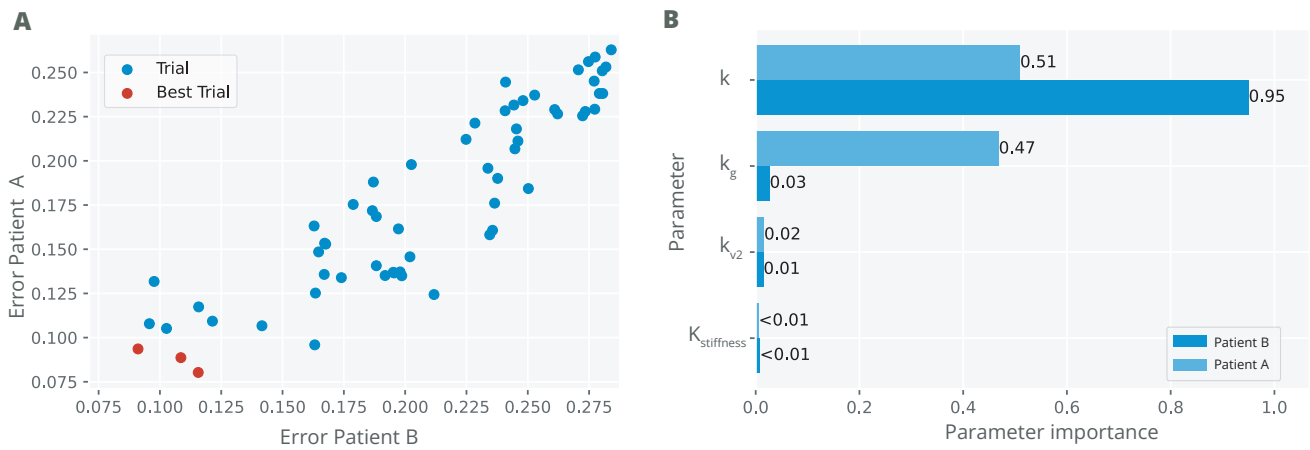 A
Trial
Best Trial
0.250
0.225
0.200
0.175
0.150
0.125
0.100
0.075
Error Patient A
0.075 0.100 0.125 0.150 0.175 0.200 0.225 0.250 0.275
Error Patient B
B
k
0.51
0.95
k_g
0.47
0.03
k_v2
0.02
0.01
K_stiffness
<0.01
<0.01
Parameter
Patient B
Patient A
0.0 0.2 0.4 0.6 0.8 1.0
Parameter importance